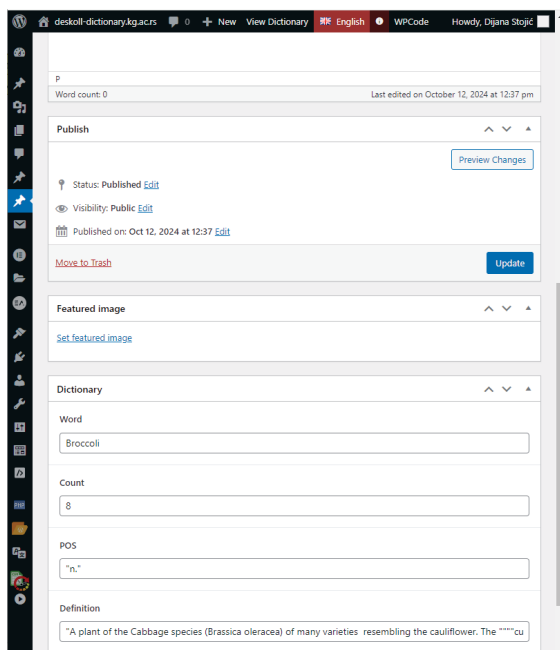 deskoll-dictionary.kg.ac.rs 0 New View Dictionary English WPCode Howdy, Dijana Stojić
P
Word count: 0 Last edited on October 12, 2024 at 12:37 pm
Publish
Preview Changes
Status: Published Edit
Visibility: Public Edit
Published on: Oct 12, 2024 at 12:37 Edit
Move to Trash Update
Featured image
Set featured image
Dictionary
Word
Broccoli
Count
8
POS
"n."
Definition
"A plant of the Cabbage species (Brassica oleracea) of many varieties resembling the cauliflower. The """"cu